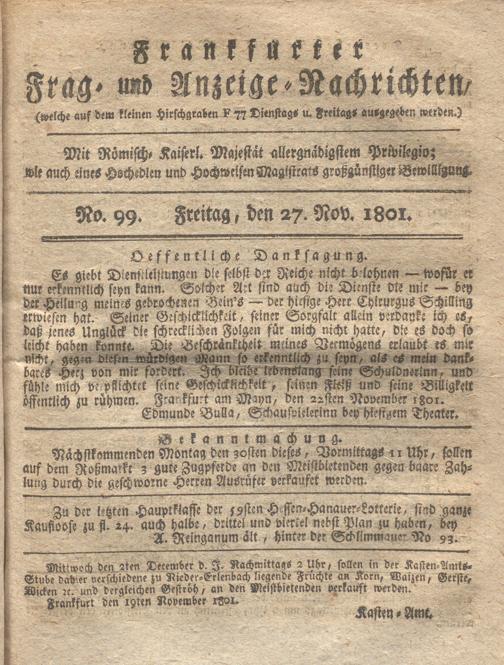 Frankfurter
Frag- und Anzeige-Nachrichten,
(welche auf dem kleinen Hirschgraben F 77 Dienstags u. Freitags ausgegeben werden.)
Mit Römisch-Kaiserl. Majestät allergnädigstem Privilegio;
wie auch eines Hochedlen und Hochweisen Magistrats großgünstiger Bewilligung.
No. 99. Freitag, den 27. Nov. 1801.
Oeffentliche Danksagung.
Es giebt Dienstleistungen die selbst der Reiche nicht belohnen — wofür er
nur erkenntlich seyn kann. Solcher Art sind auch die Dienste die mir — bey
der Heilung meines gebrochenen Bein's — der hiesige Herr Chyrurgus Schilling
erwiesen hat. Seiner Geschicklichkeit, seiner Sorgfalt allein verdanke ich es,
daß jenes Unglück die schrecklichen Folgen für mich nicht hatte, die es doch so
leicht haben konnte. Die Beschränktheit meines Vermögens erlaubt es mir
nicht, gegen diesen würdigen Mann so erkenntlich zu seyn, als es mein dank-
bares Herz von mir fordert. Ich bleibe lebenslang seine Schuldnerinn, und
fühle mich verpflichtet seine Geschicklichkeit, seinen Fleiß und seine Billigkeit
öffentlich zu rühmen. Frankfurt am Mayn, den 22sten November 1801.
Edmunde Bulla, Schauspielerinn bey hiesigem Theater.
Bekanntmachung.
Nächstkommenden Montag den 30sten dieses, Vormittags 11 Uhr, sollen
auf dem Roßmarkt 3 gute Zugpferde an den Meistbietenden gegen baare Zah-
lung durch die geschworne Herren Ausrüfer verkaufet werden.
Zu der letzten Hauptklasse der 59sten Hessen-Hanauer-Lotterie, sind ganze
Kaufloose zu fl. 24. auch halbe, drittel und viertel nebst Plan zu haben, bey
A. Reinganum ält, hinter der Schlimmauer No 93.
Mittwoch den 2ten December d. J. Nachmittags 2 Uhr, sollen in der Kasten-Amts-
Stube dahier verschiedene zu Nieder-Erlenbach liegende Früchte an Korn, Waizen, Gerste,
Wicken ꝛc. und dergleichen Geströh, an den Meistbietenden verkauft werden.
Frankfurt den 19ten November 1801.
Kasten-Amt.